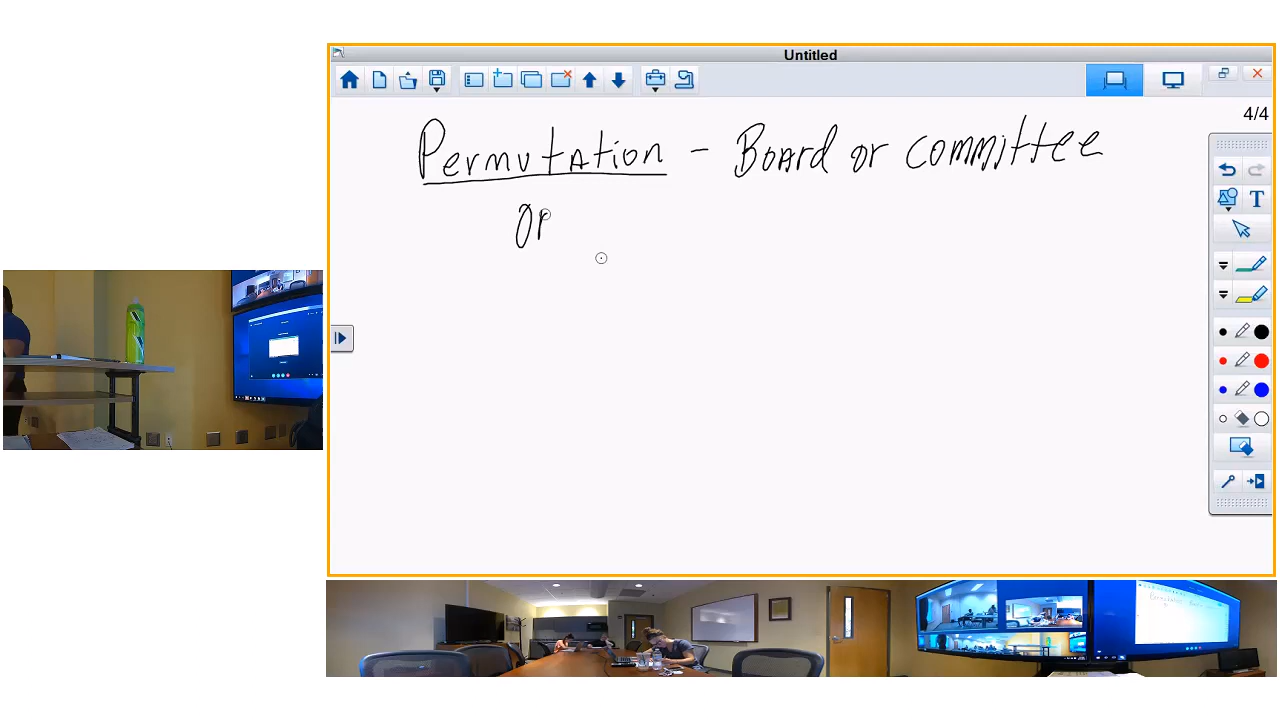 Untitled
4/4
Permutation - Board or committee
or
T